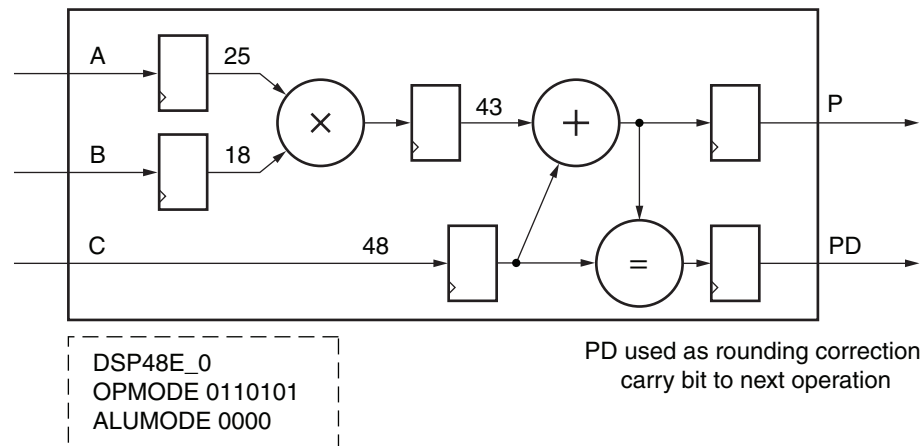 A
25
×
43
+
P
B
18
C
48
=
PD
DSP48E_0
OPMODE 0110101
ALUMODE 0000
PD used as rounding correction
carry bit to next operation